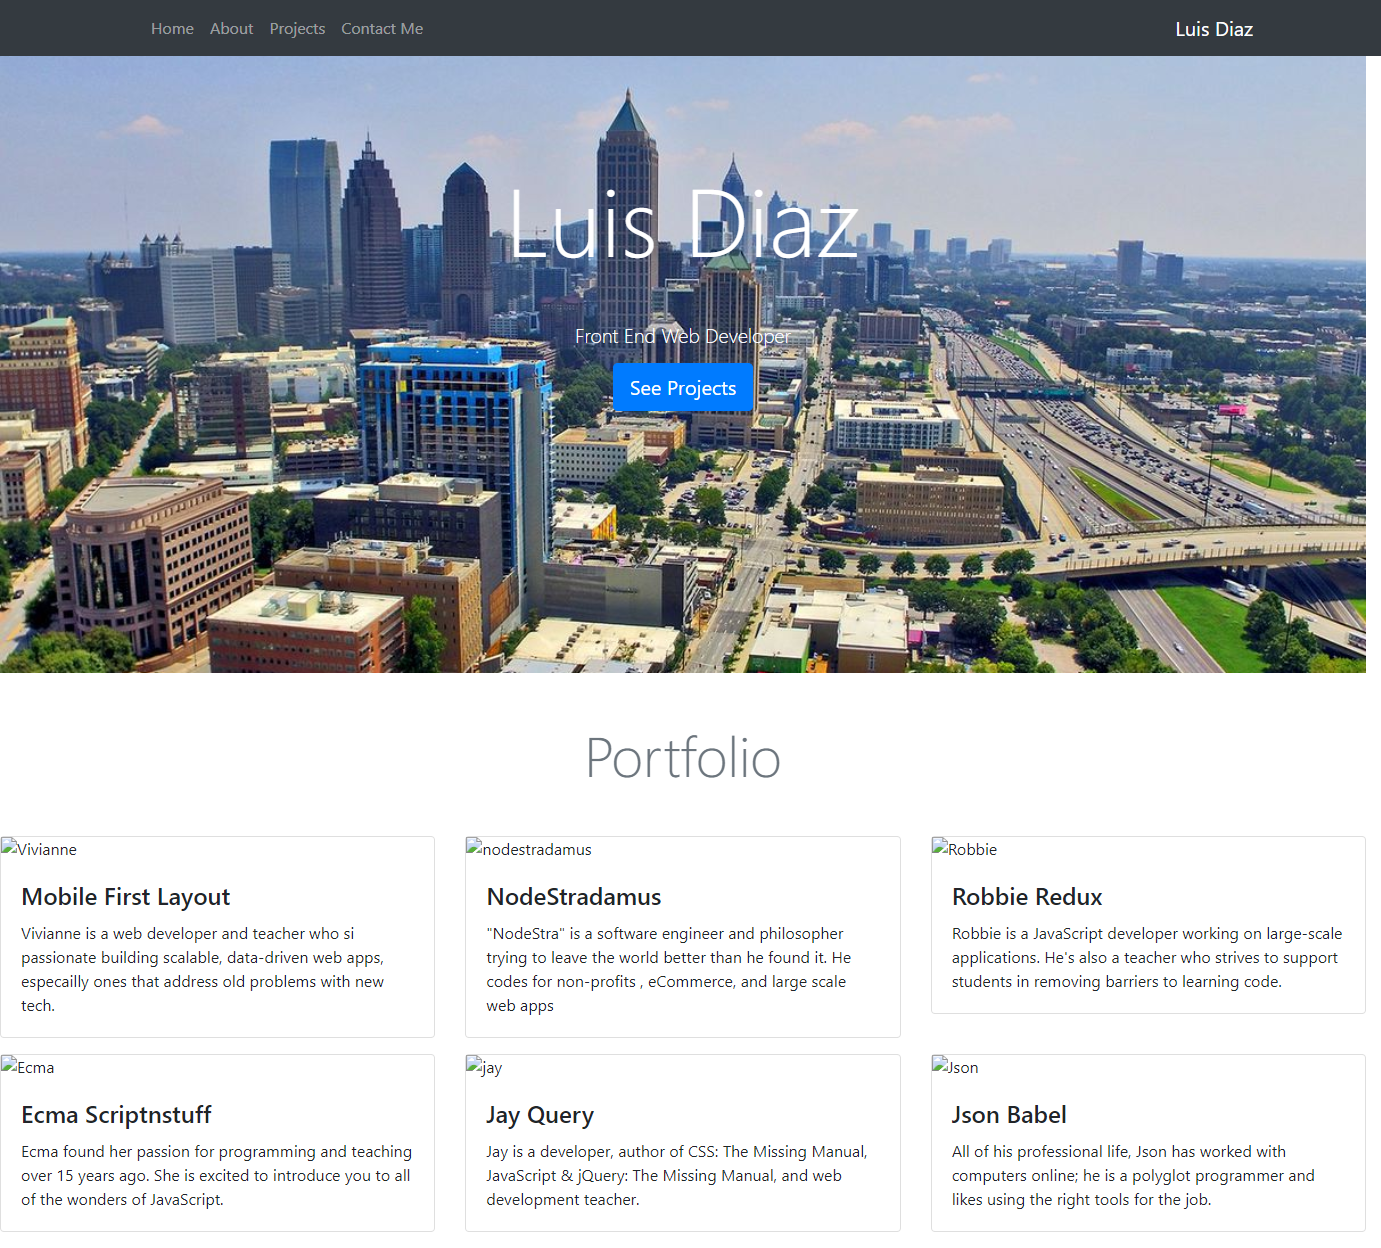 Home About Projects Contact Me Luis Diaz
Luis Diaz
Front End Web Developer
See Projects
Portfolio
Vivianne
Mobile First Layout
Vivianne is a web developer and teacher who si
passionate building scalable, data-driven web apps,
especailly ones that address old problems with new
tech.
nodestradamus
NodeStradamus
"NodeStra" is a software engineer and philosopher
trying to leave the world better than he found it. He
codes for non-profits , eCommerce, and large scale
web apps
Robbie
Robbie Redux
Robbie is a JavaScript developer working on large-scale
applications. He's also a teacher who strives to support
students in removing barriers to learning code.
Ecma
Ecma Scriptnstuff
Ecma found her passion for programming and teaching
over 15 years ago. She is excited to introduce you to all
of the wonders of JavaScript.
jay
Jay Query
Jay is a developer, author of CSS: The Missing Manual,
JavaScript & jQuery: The Missing Manual, and web
development teacher.
Json
Json Babel
All of his professional life, Json has worked with
computers online; he is a polyglot programmer and
likes using the right tools for the job.